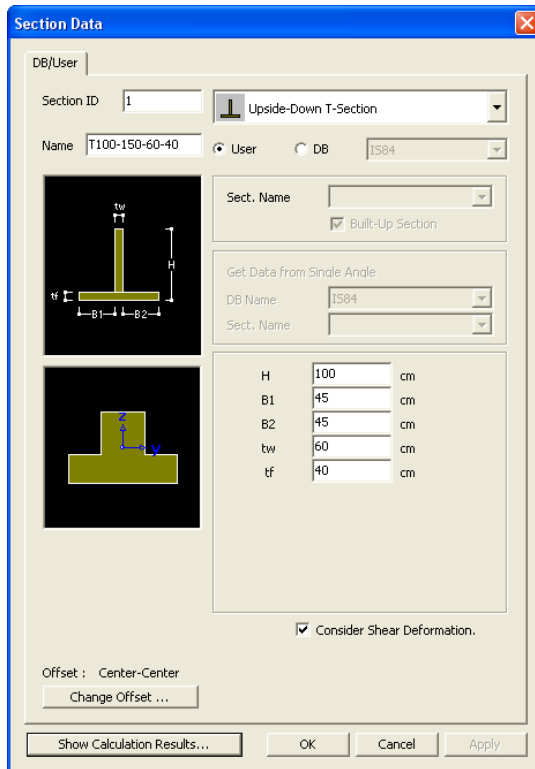 Section Data
DB/User
Section ID 1 Upside-Down T-Section
Name T100-150-60-40 User DB IS84
Sect. Name
Built-Up Section
Get Data from Single Angle
DB Name IS84
Sect. Name
tw
H
tf
B1 B2
z
y
H 100 cm
B1 45 cm
B2 45 cm
tw 60 cm
tf 40 cm
Consider Shear Deformation.
Offset : Center-Center
Change Offset ...
Show Calculation Results... OK Cancel Apply